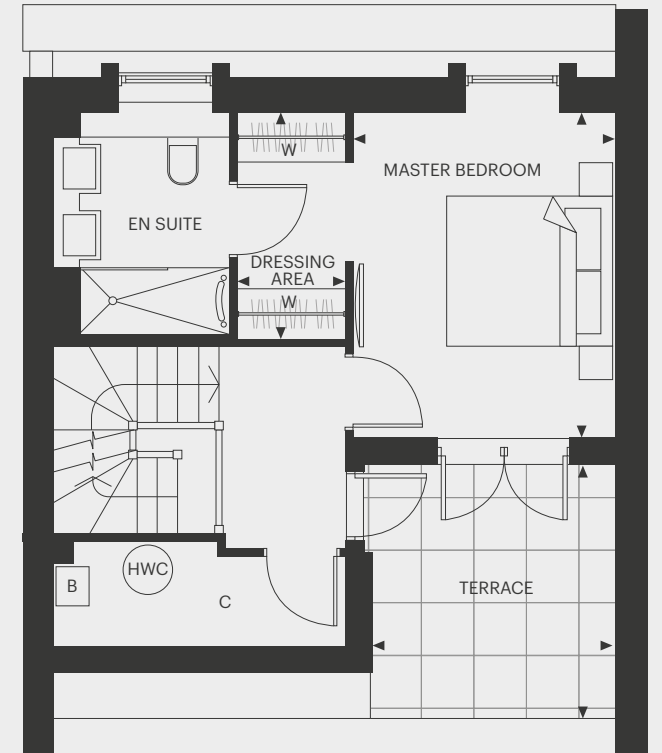 W
MASTER BEDROOM
EN SUITE
DRESSING
AREA
W
HWC
B
C
TERRACE